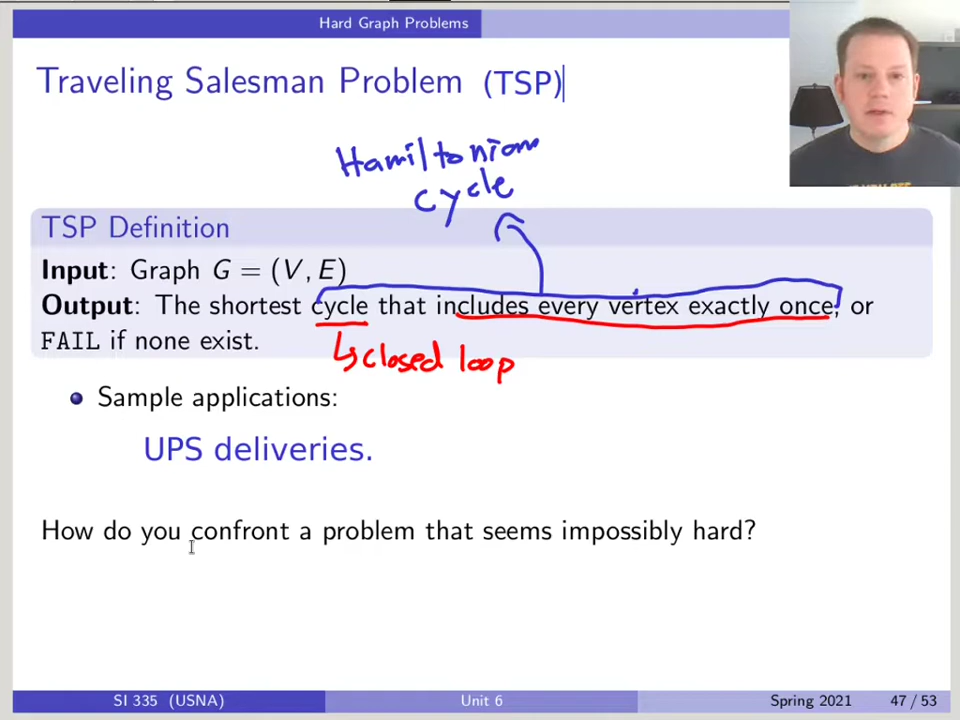 Hard Graph Problems
Traveling Salesman Problem (TSP)
Hamiltonian
cycle
TSP Definition
Input: Graph G = (V, E)
Output: The shortest cycle that includes every vertex exactly once, or
FAIL if none exist.
↳closed loop
Sample applications:
UPS deliveries.
How do you confront a problem that seems impossibly hard?
SI 335 (USNA) Unit 6 Spring 2021 47 / 53